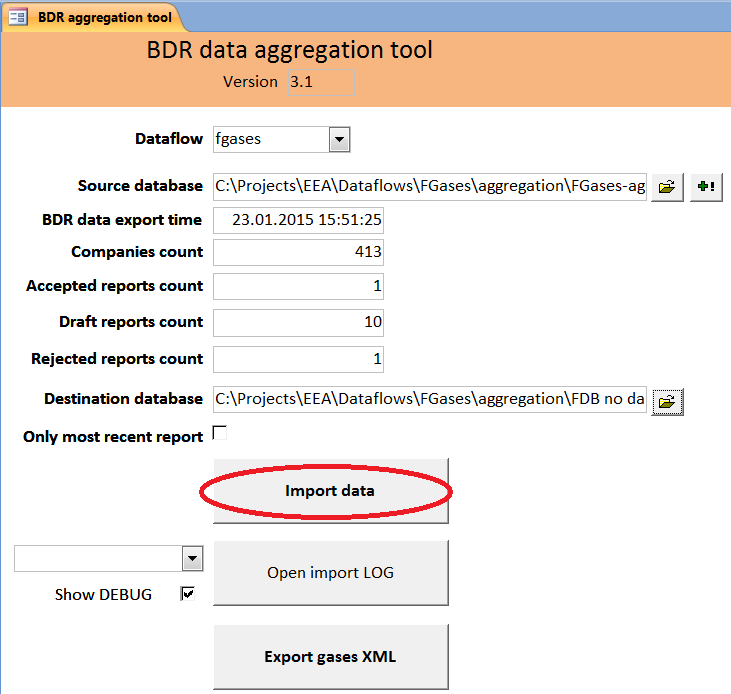 BDR aggregation tool
BDR data aggregation tool
Version 3.1
Dataflow fgases
Source database C:\Projects\EEA\Dataflows\FGases\aggregation\FGases-ag
BDR data export time 23.01.2015 15:51:25
Companies count 413
Accepted reports count 1
Draft reports count 10
Rejected reports count 1
Destination database C:\Projects\EEA\Dataflows\FGases\aggregation\FDB no da
Only most recent report
Import data
Open import LOG
Show DEBUG
Export gases XML